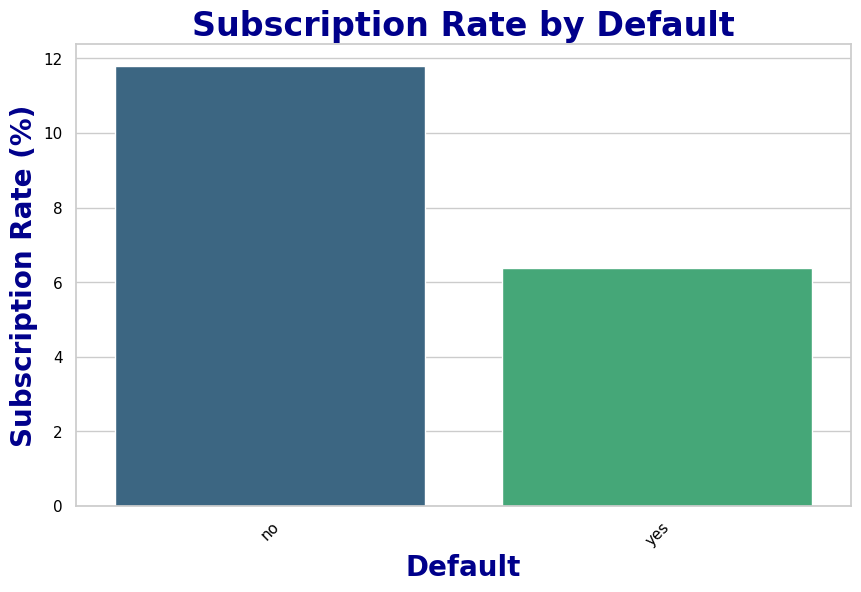 Subscription Rate by Default
Subscription Rate (%)
12
10
8
6
4
2
0
no
yes
Default